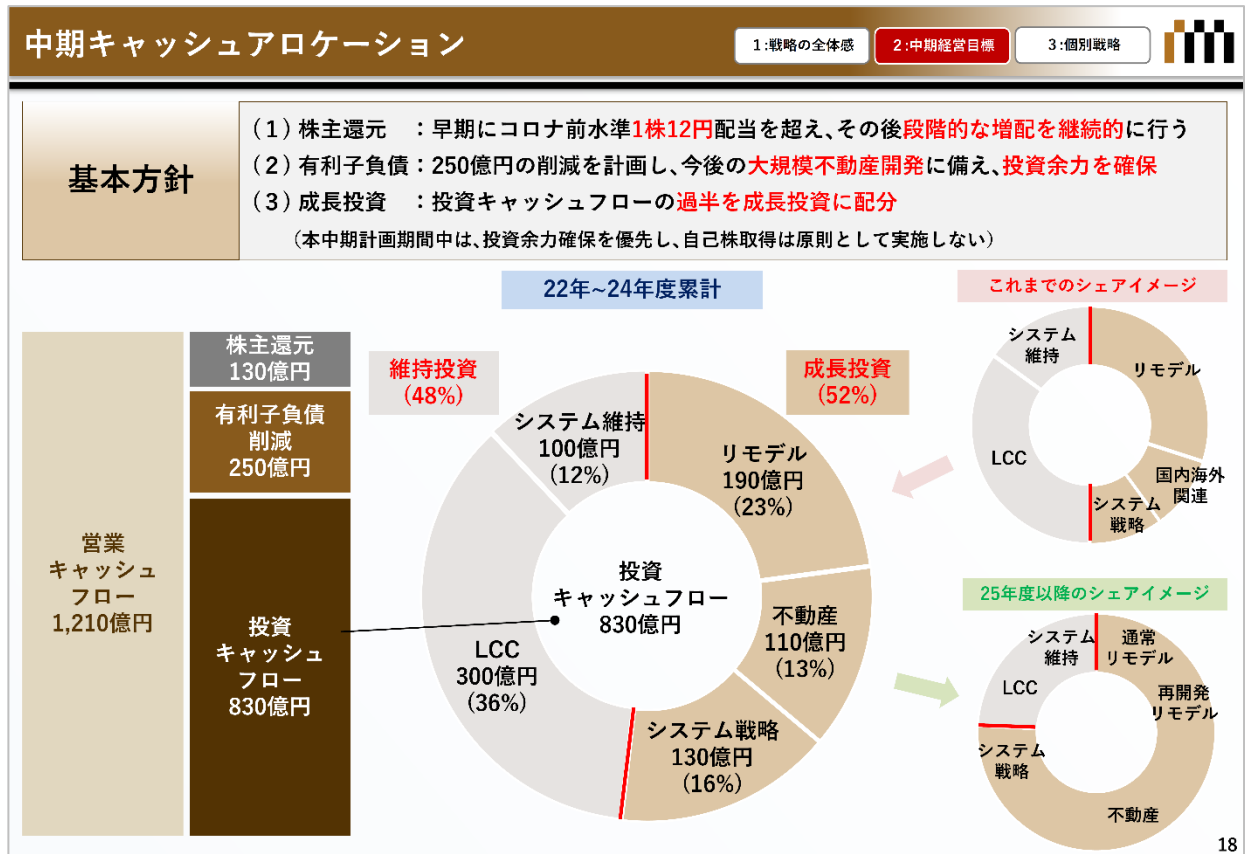 中期キャッシュアロケーション
1:戦略の全体感
2:中期経営目標
3:個別戦略
基本方針
(1)株主還元 :早期にコロナ前水準1株12円配当を超え、その後段階的な増配を継続的に行う
(2)有利子負債:250億円の削減を計画し、今後の大規模不動産開発に備え、投資余力を確保
(3)成長投資 :投資キャッシュフローの過半を成長投資に配分
(本中期計画期間中は、投資余力確保を優先し、自己株取得は原則として実施しない)
22年~24年度累計
営業
キャッシュ
フロー
1,210億円
株主還元
130億円
有利子負債
削減
250億円
投資
キャッシュ
フロー
830億円
維持投資
(48%)
成長投資
(52%)
システム維持
100億円
(12%)
リモデル
190億円
(23%)
投資
キャッシュフロー
830億円
不動産
110億円
(13%)
LCC
300億円
(36%)
システム戦略
130億円
(16%)
これまでのシェアイメージ
システム
維持
リモデル
LCC
国内海外
関連
システム
戦略
25年度以降のシェアイメージ
システム
維持
通常
リモデル
LCC
再開発
リモデル
システム
戦略
不動産
18